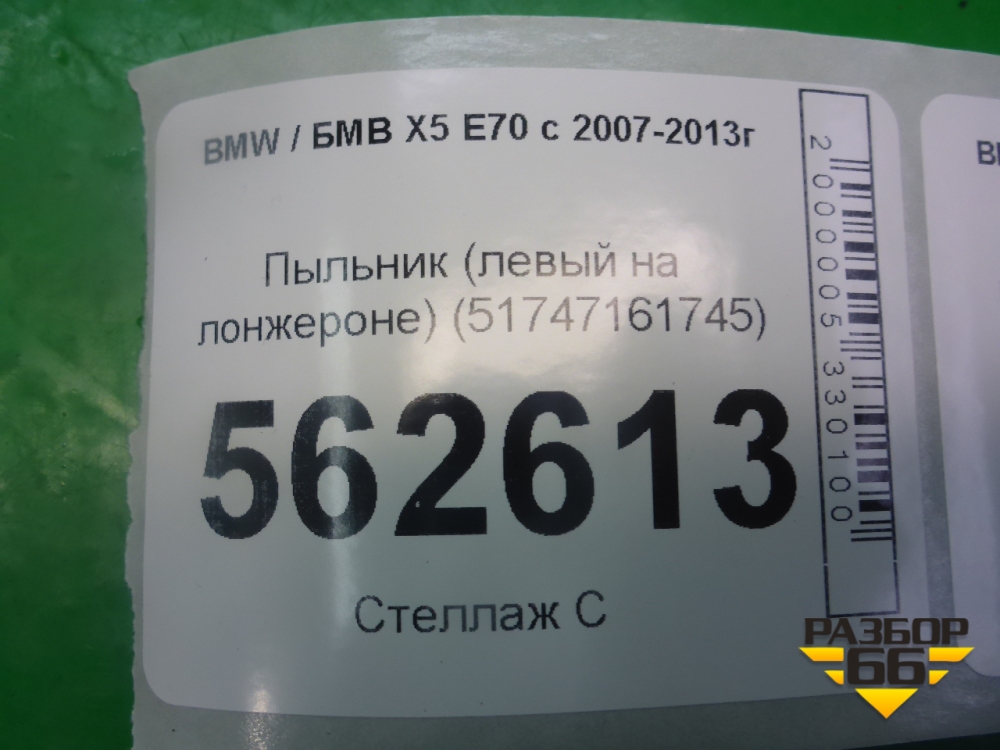 BMW / БМВ X5 E70 с 2007-2013г
Пыльник (левый на
лонжероне) (51747161745)
562613
Стеллаж С
2000005330100
РАЗБОР
66